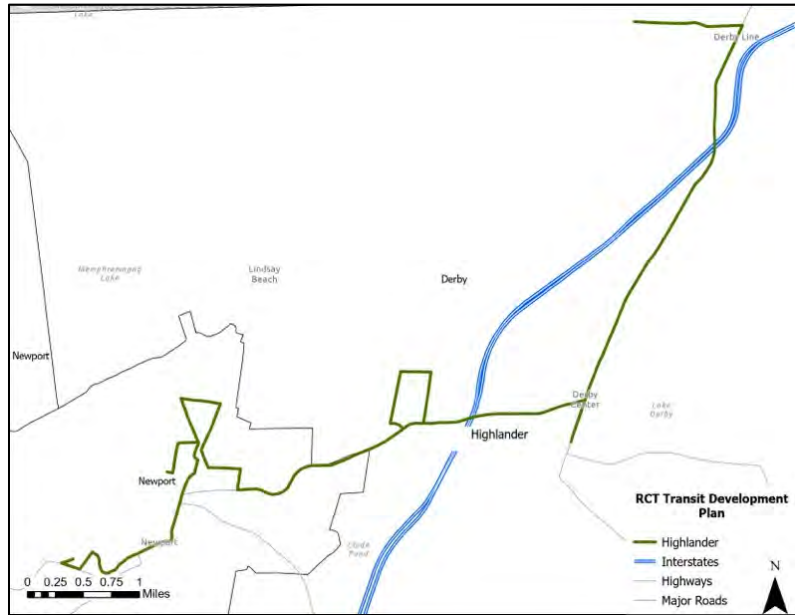 Lake
Derby Line
Memphremagog
Lake
Lindsay
Beach
Derby
Newport
Derby
Center
Lake
Derby
Highlander
Newport
Newport
Clyde
Pond
RCT Transit Development
Plan
Highlander
Interstates
Highways
Major Roads
N
0 0.25 0.5 0.75 1
Miles